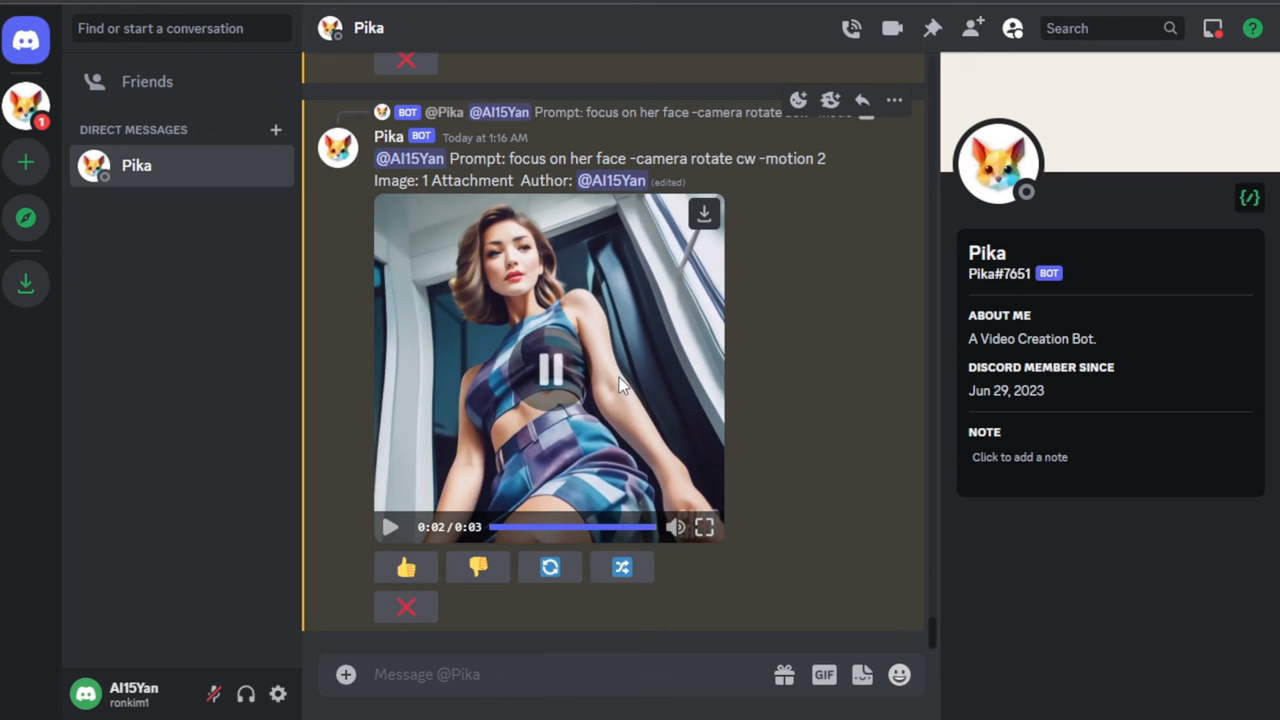 Find or start a conversation
Pika
Search
?
1
Friends
DIRECT MESSAGES +
Pika
BOT @Pika @AI15Yan Prompt: focus on her face -camera rotate
Pika BOT Today at 1:16 AM
@AI15Yan Prompt: focus on her face -camera rotate cw -motion 2
Image: 1 Attachment Author: @AI15Yan (edited)
0:02/0:03
Message @Pika
GIF
AI15Yan
ronkim1
Pika
Pika#7651 BOT
ABOUT ME
A Video Creation Bot.
DISCORD MEMBER SINCE
Jun 29, 2023
NOTE
Click to add a note